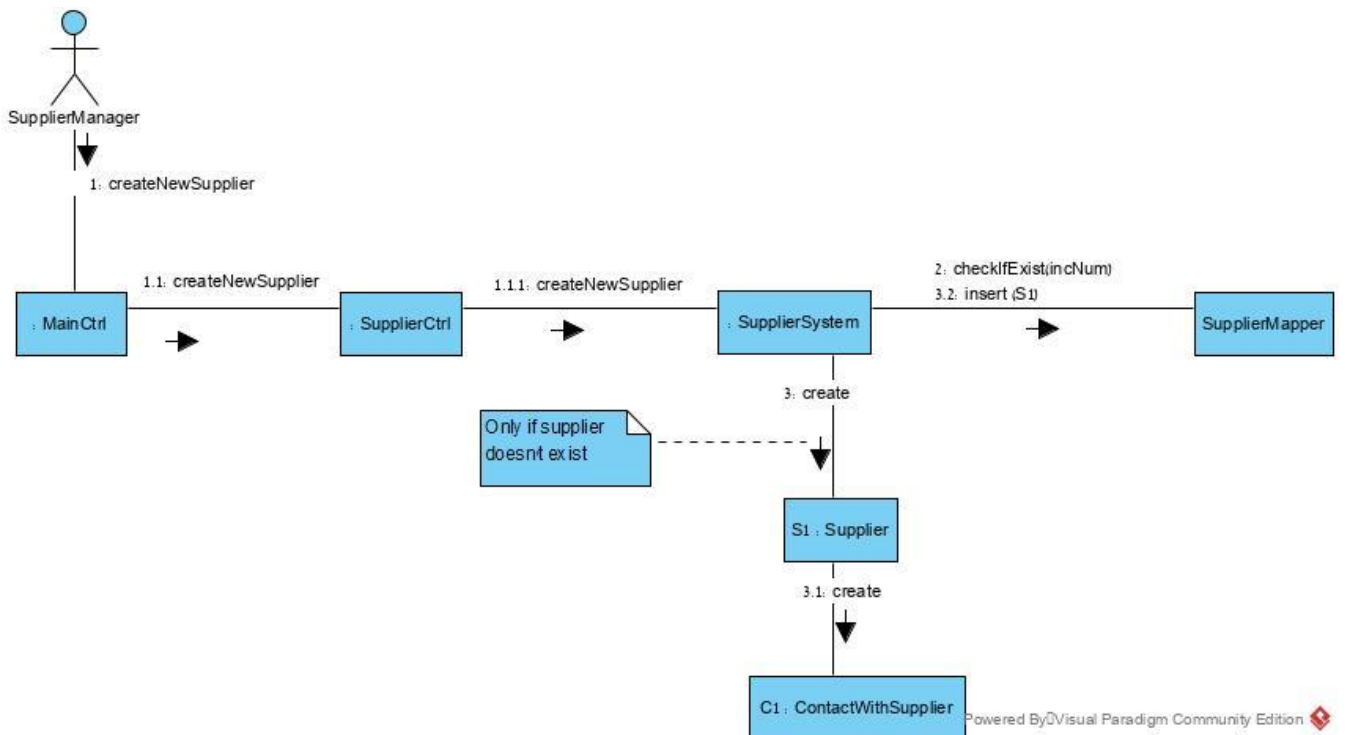 SupplierManager
1: createNewSupplier
1.1: createNewSupplier
1.1.1: createNewSupplier
2: checkIfExist(incNum)
3.2: insert (S1)
: MainCtrl
: SupplierCtrl
: SupplierSystem
SupplierMapper
3: create
Only if supplier
doesnt exist
S1 : Supplier
3.1: create
C1 : ContactWithSupplier
Powered By Visual Paradigm Community Edition